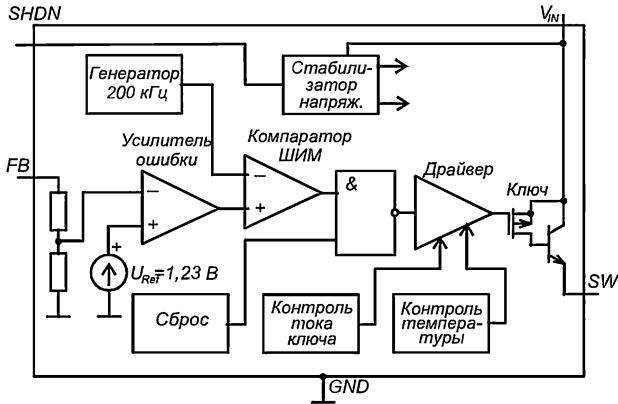 SHDN
VIN
Генератор
200 кГц
Стабили-
затор
напряж.
Усилитель
ошибки
Компаратор
ШИМ
Драйвер
Ключ
FB
&
−
+
−
+
+
URef=1,23 В
SW
Сброс
Контроль
тока
ключа
Контроль
темпера-
туры
GND